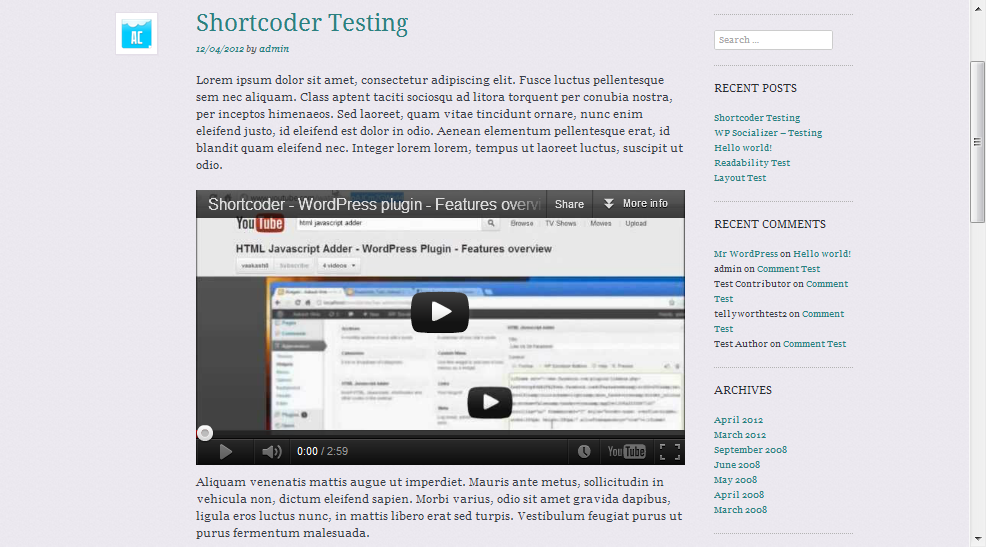 AC
Shortcoder Testing
12/04/2012 by admin
Lorem ipsum dolor sit amet, consectetur adipiscing elit. Fusce luctus pellentesque
sem nec aliquam. Class aptent taciti sociosqu ad litora torquent per conubia nostra,
per inceptos himenaeos. Sed laoreet, quam vitae tincidunt ornare, nunc enim
eleifend justo, id eleifend est dolor in odio. Aenean elementum pellentesque erat, id
blandit quam eleifend nec. Integer lorem lorem, tempus ut laoreet luctus, suscipit ut
odio.
Shortcoder - WordPress plugin - Features overvi
Share
More info
YouTube
html javascript adder
Browse
TV Shows
Movies
Upload
HTML Javascript Adder - WordPress Plugin - Features overview
vwakash8
Subscribe
4 videos
0:00 / 2:59
YouTube
Aliquam venenatis mattis augue ut imperdiet. Mauris ante metus, sollicitudin in
vehicula non, dictum eleifend sapien. Morbi varius, odio sit amet gravida dapibus,
ligula eros luctus nunc, in mattis libero erat sed turpis. Vestibulum feugiat purus ut
purus fermentum malesuada.
Search ...
RECENT POSTS
Shortcoder Testing
WP Socializer – Testing
Hello world!
Readability Test
Layout Test
RECENT COMMENTS
Mr WordPress on Hello world!
admin on Comment Test
Test Contributor on Comment
Test
tellyworthtest2 on Comment
Test
Test Author on Comment Test
ARCHIVES
April 2012
March 2012
September 2008
June 2008
May 2008
April 2008
March 2008